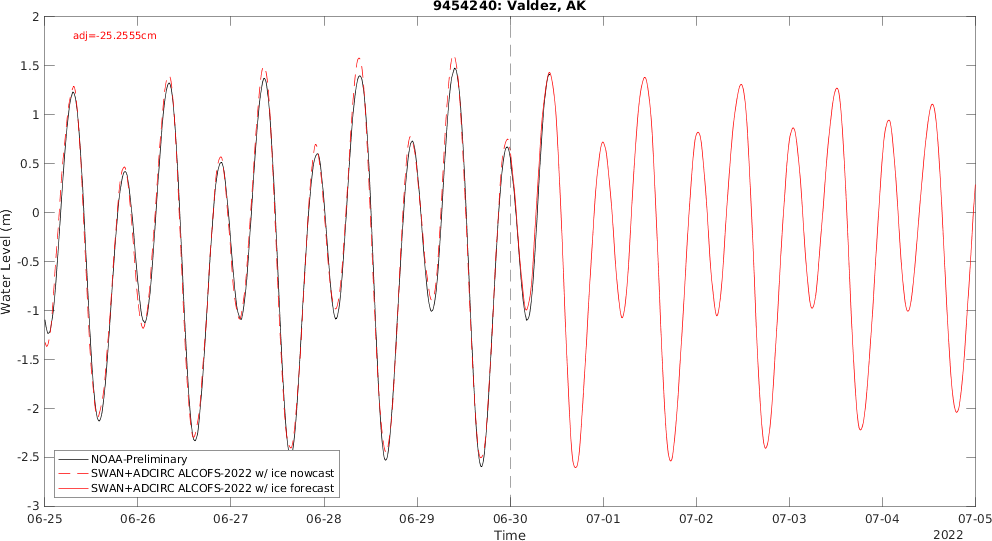 9454240: Valdez, AK
adj=-25.2555cm
Water Level (m)
2
1.5
1
0.5
0
-0.5
-1
-1.5
-2
-2.5
-3
NOAA-Preliminary
SWAN+ADCIRC ALCOFS-2022 w/ ice nowcast
SWAN+ADCIRC ALCOFS-2022 w/ ice forecast
06-25 06-26 06-27 06-28 06-29 06-30 07-01 07-02 07-03 07-04 07-05
Time
2022